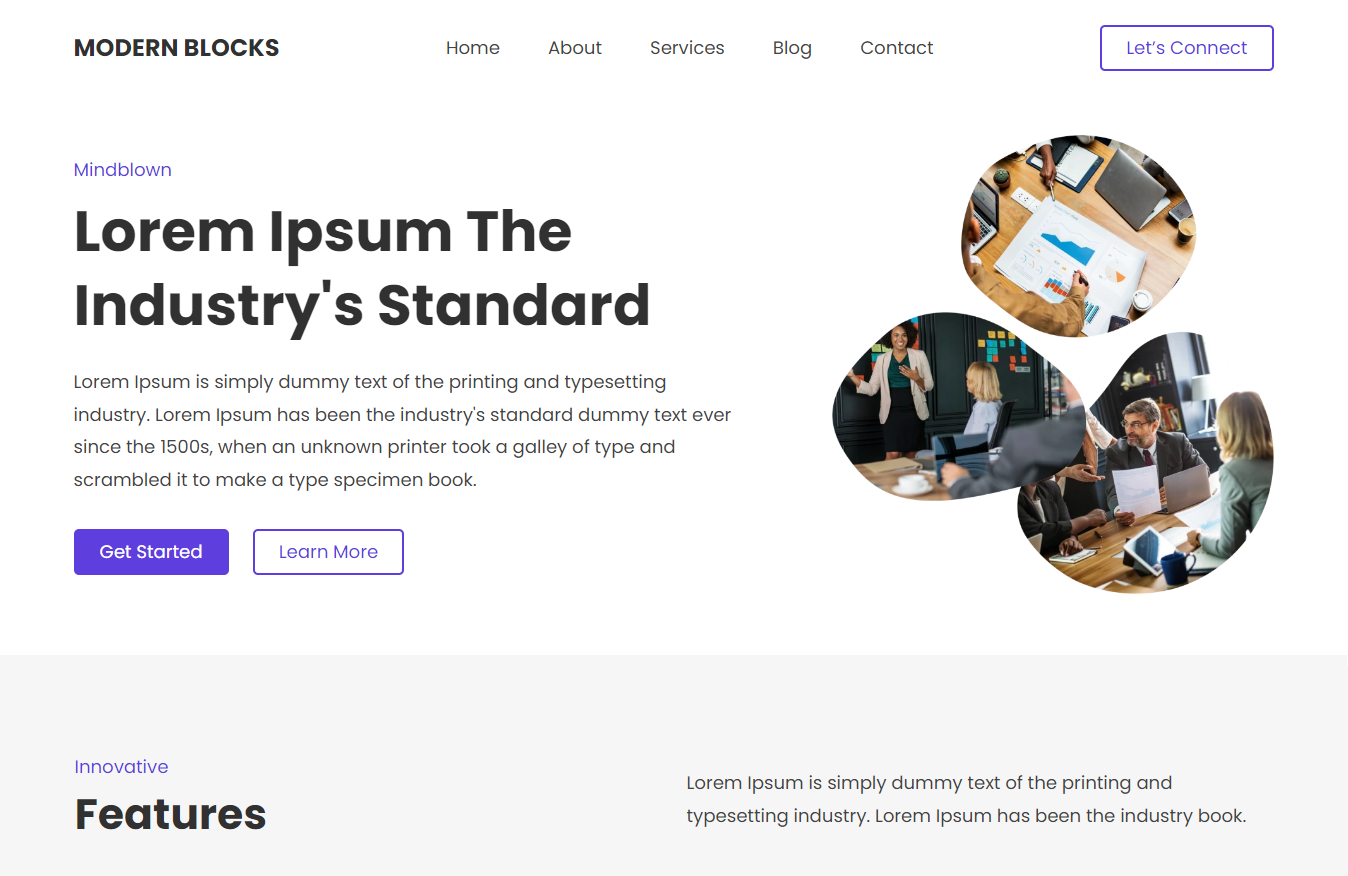 MODERN BLOCKS
Home About Services Blog Contact
Let’s Connect
Mindblown
Lorem Ipsum The
Industry's Standard
Lorem Ipsum is simply dummy text of the printing and typesetting
industry. Lorem Ipsum has been the industry's standard dummy text ever
since the 1500s, when an unknown printer took a galley of type and
scrambled it to make a type specimen book.
Get Started
Learn More
Innovative
Features
Lorem Ipsum is simply dummy text of the printing and
typesetting industry. Lorem Ipsum has been the industry book.